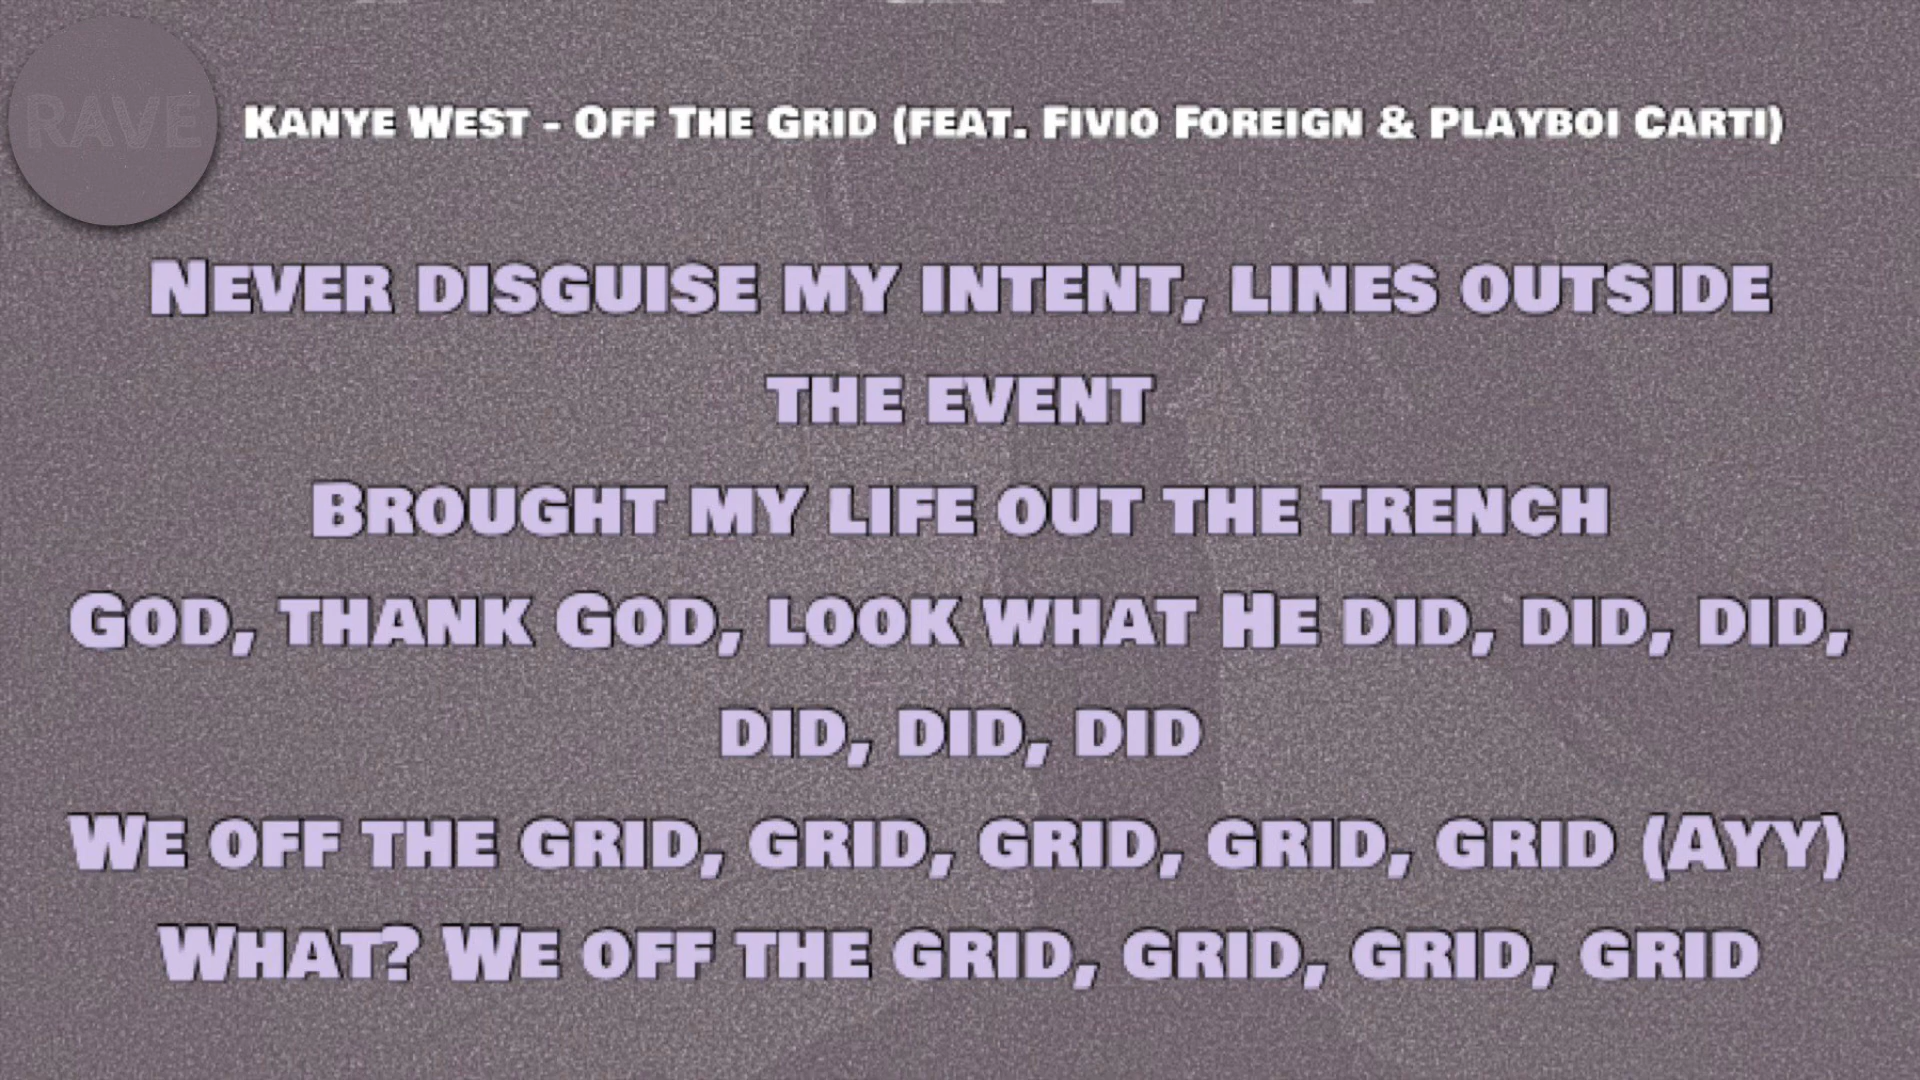 RAVE
Kanye West - Off The Grid (feat. Fivio Foreign & Playboi Carti)
Never disguise my intent, lines outside
the event
Brought my life out the trench
God, thank God, look what He did, did, did,
did, did, did
We off the grid, grid, grid, grid, grid (Ayy)
What? We off the grid, grid, grid, grid